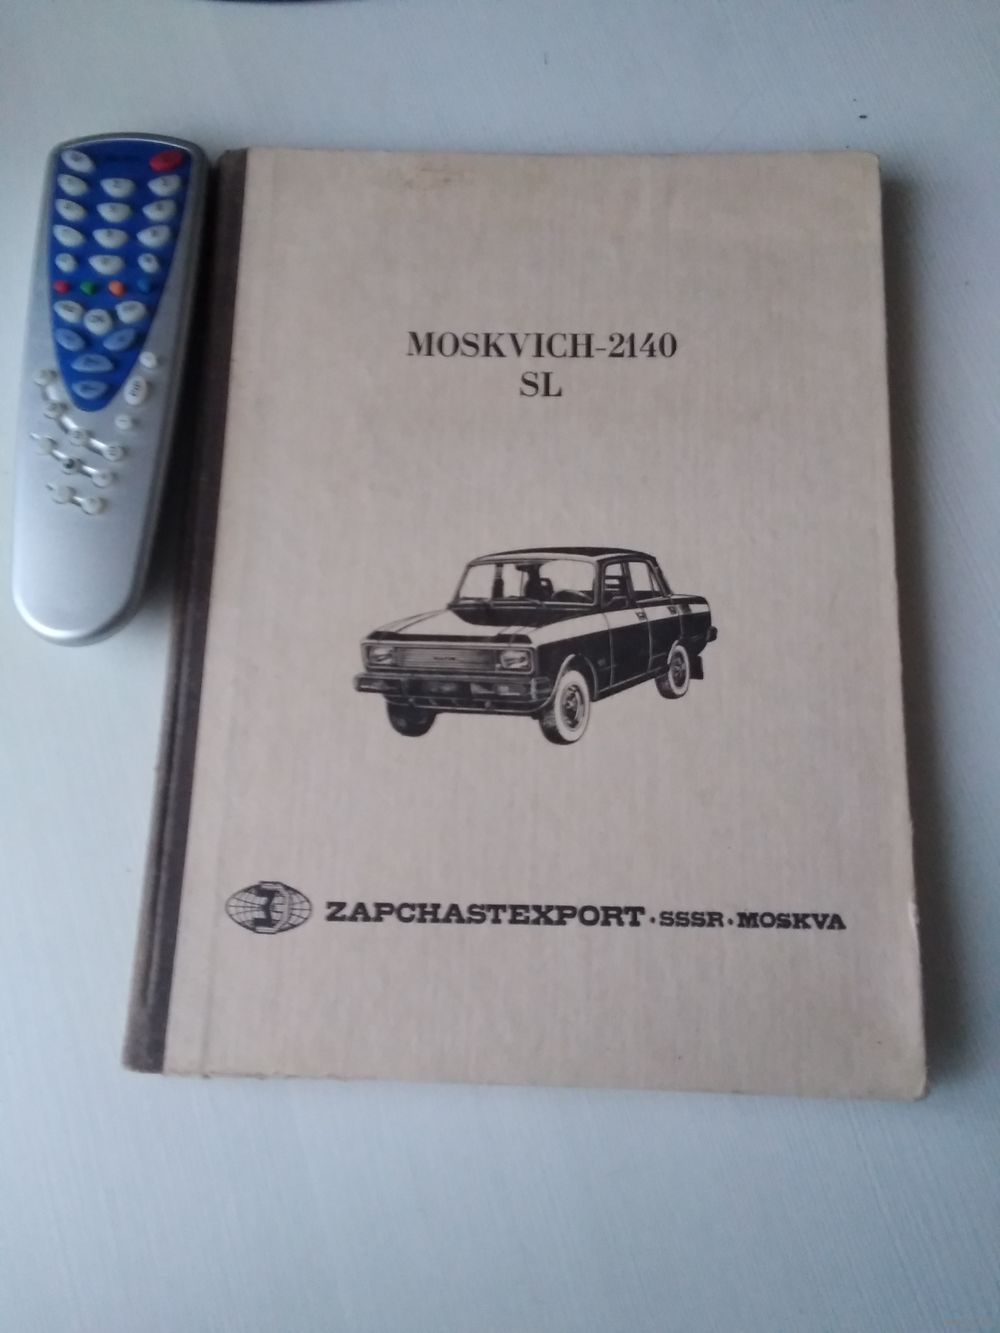 MOSKVICH-2140
SL
ZAPCHASTEXPORT · SSSR · MOSKVA